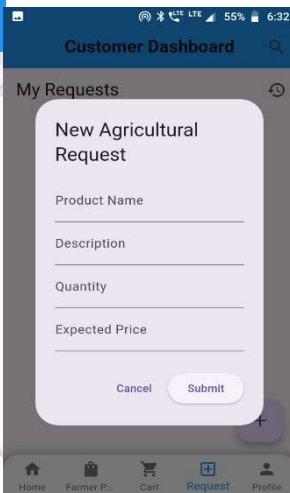 LTE LTE 55% 6:32
Customer Dashboard
My Requests
New Agricultural
Request
Product Name
Description
Quantity
Expected Price
Cancel Submit
+
Home Farmer P... Cart Request Profile